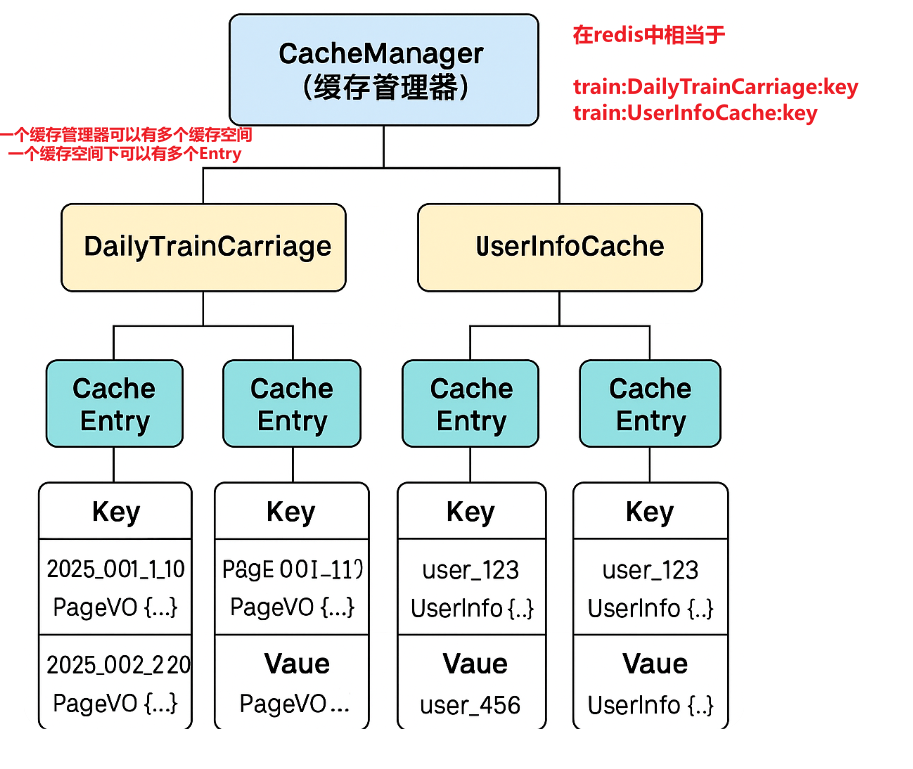 CacheManager
(缓存管理器)
在redis中相当于
train:DailyTrainCarriage:key
train:UserInfoCache:key
一个缓存管理器可以有多个缓存空间
一个缓存空间下可以有多个Entry
DailyTrainCarriage
UserInfoCache
Cache
Entry
Cache
Entry
Cache
Entry
Cache
Entry
Key
2025_001_1_10
PageVO {...}
2025_002_2 20
PageVO {...}
Key
PageVO {...}
Vaue
PageVO...
Key
user_123
UserInfo {..}
Vaue
user_456
Key
user_123
UserInfo {..}
Vaue
UserInfo {..}